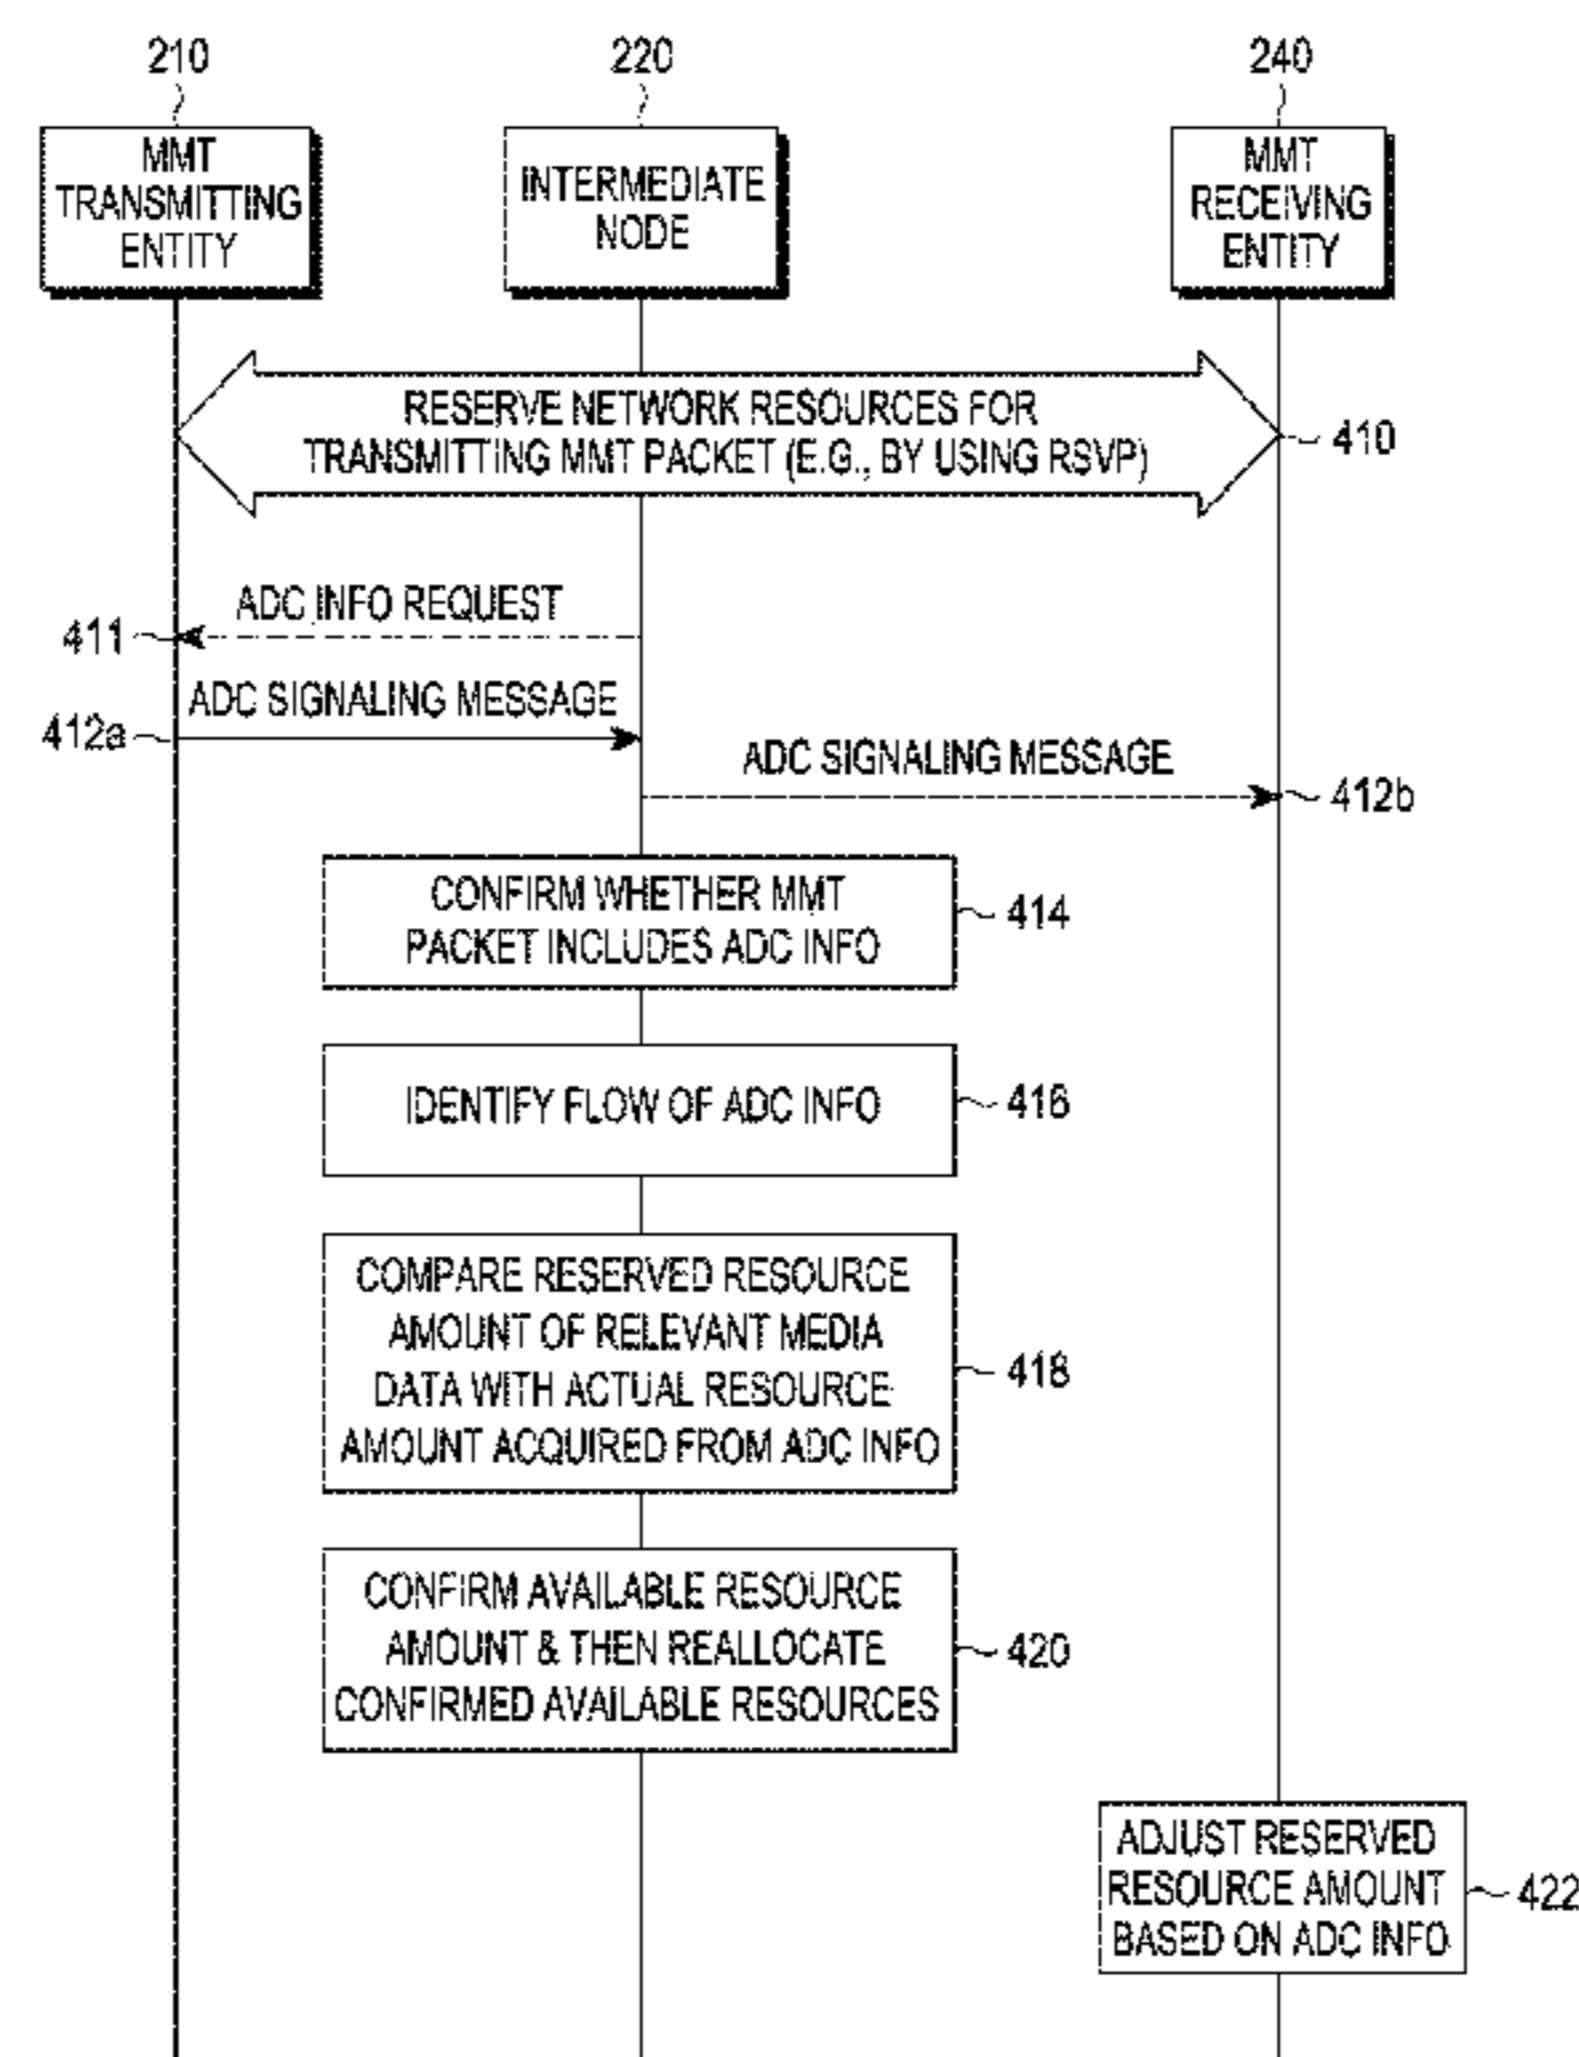 210
220
240
MMT
TRANSMITTING
ENTITY
INTERMEDIATE
NODE
MMT
RECEIVING
ENTITY
RESERVE NETWORK RESOURCES FOR
TRANSMITTING MMT PACKET (E.G., BY USING RSVP)
410
ADC INFO REQUEST
411
ADC SIGNALING MESSAGE
412a
ADC SIGNALING MESSAGE
412b
CONFIRM WHETHER MMT
PACKET INCLUDES ADC INFO
414
IDENTIFY FLOW OF ADC INFO
416
COMPARE RESERVED RESOURCE
AMOUNT OF RELEVANT MEDIA
DATA WITH ACTUAL RESOURCE
AMOUNT ACQUIRED FROM ADC INFO
418
CONFIRM AVAILABLE RESOURCE
AMOUNT & THEN REALLOCATE
CONFIRMED AVAILABLE RESOURCES
420
ADJUST RESERVED
RESOURCE AMOUNT
BASED ON ADC INFO
422